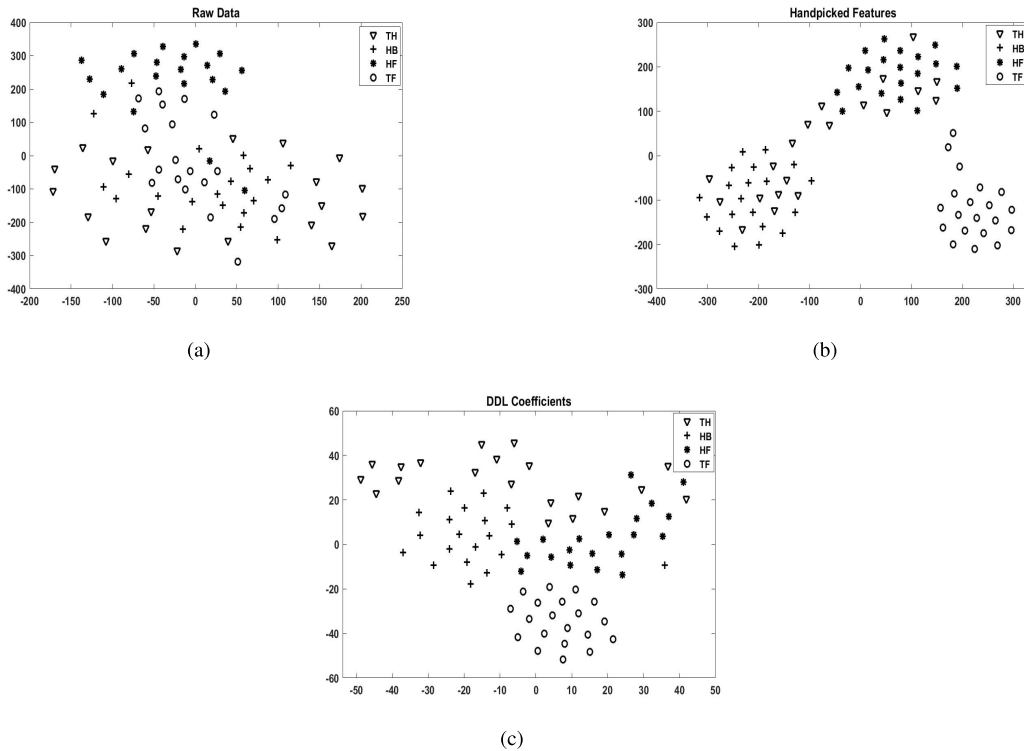 Raw Data
400
300
200
100
0
-100
-200
-300
-400
-200 -150 -100 -50 0 50 100 150 200 250
TH
HB
HF
TF
(a)
Handpicked Features
300
200
100
0
-100
-200
-300
-400 -300 -200 -100 0 100 200 300
TH
HB
HF
TF
(b)
DDL Coefficients
60
40
20
0
-20
-40
-60
-50 -40 -30 -20 -10 0 10 20 30 40 50
TH
HB
HF
TF
(c)